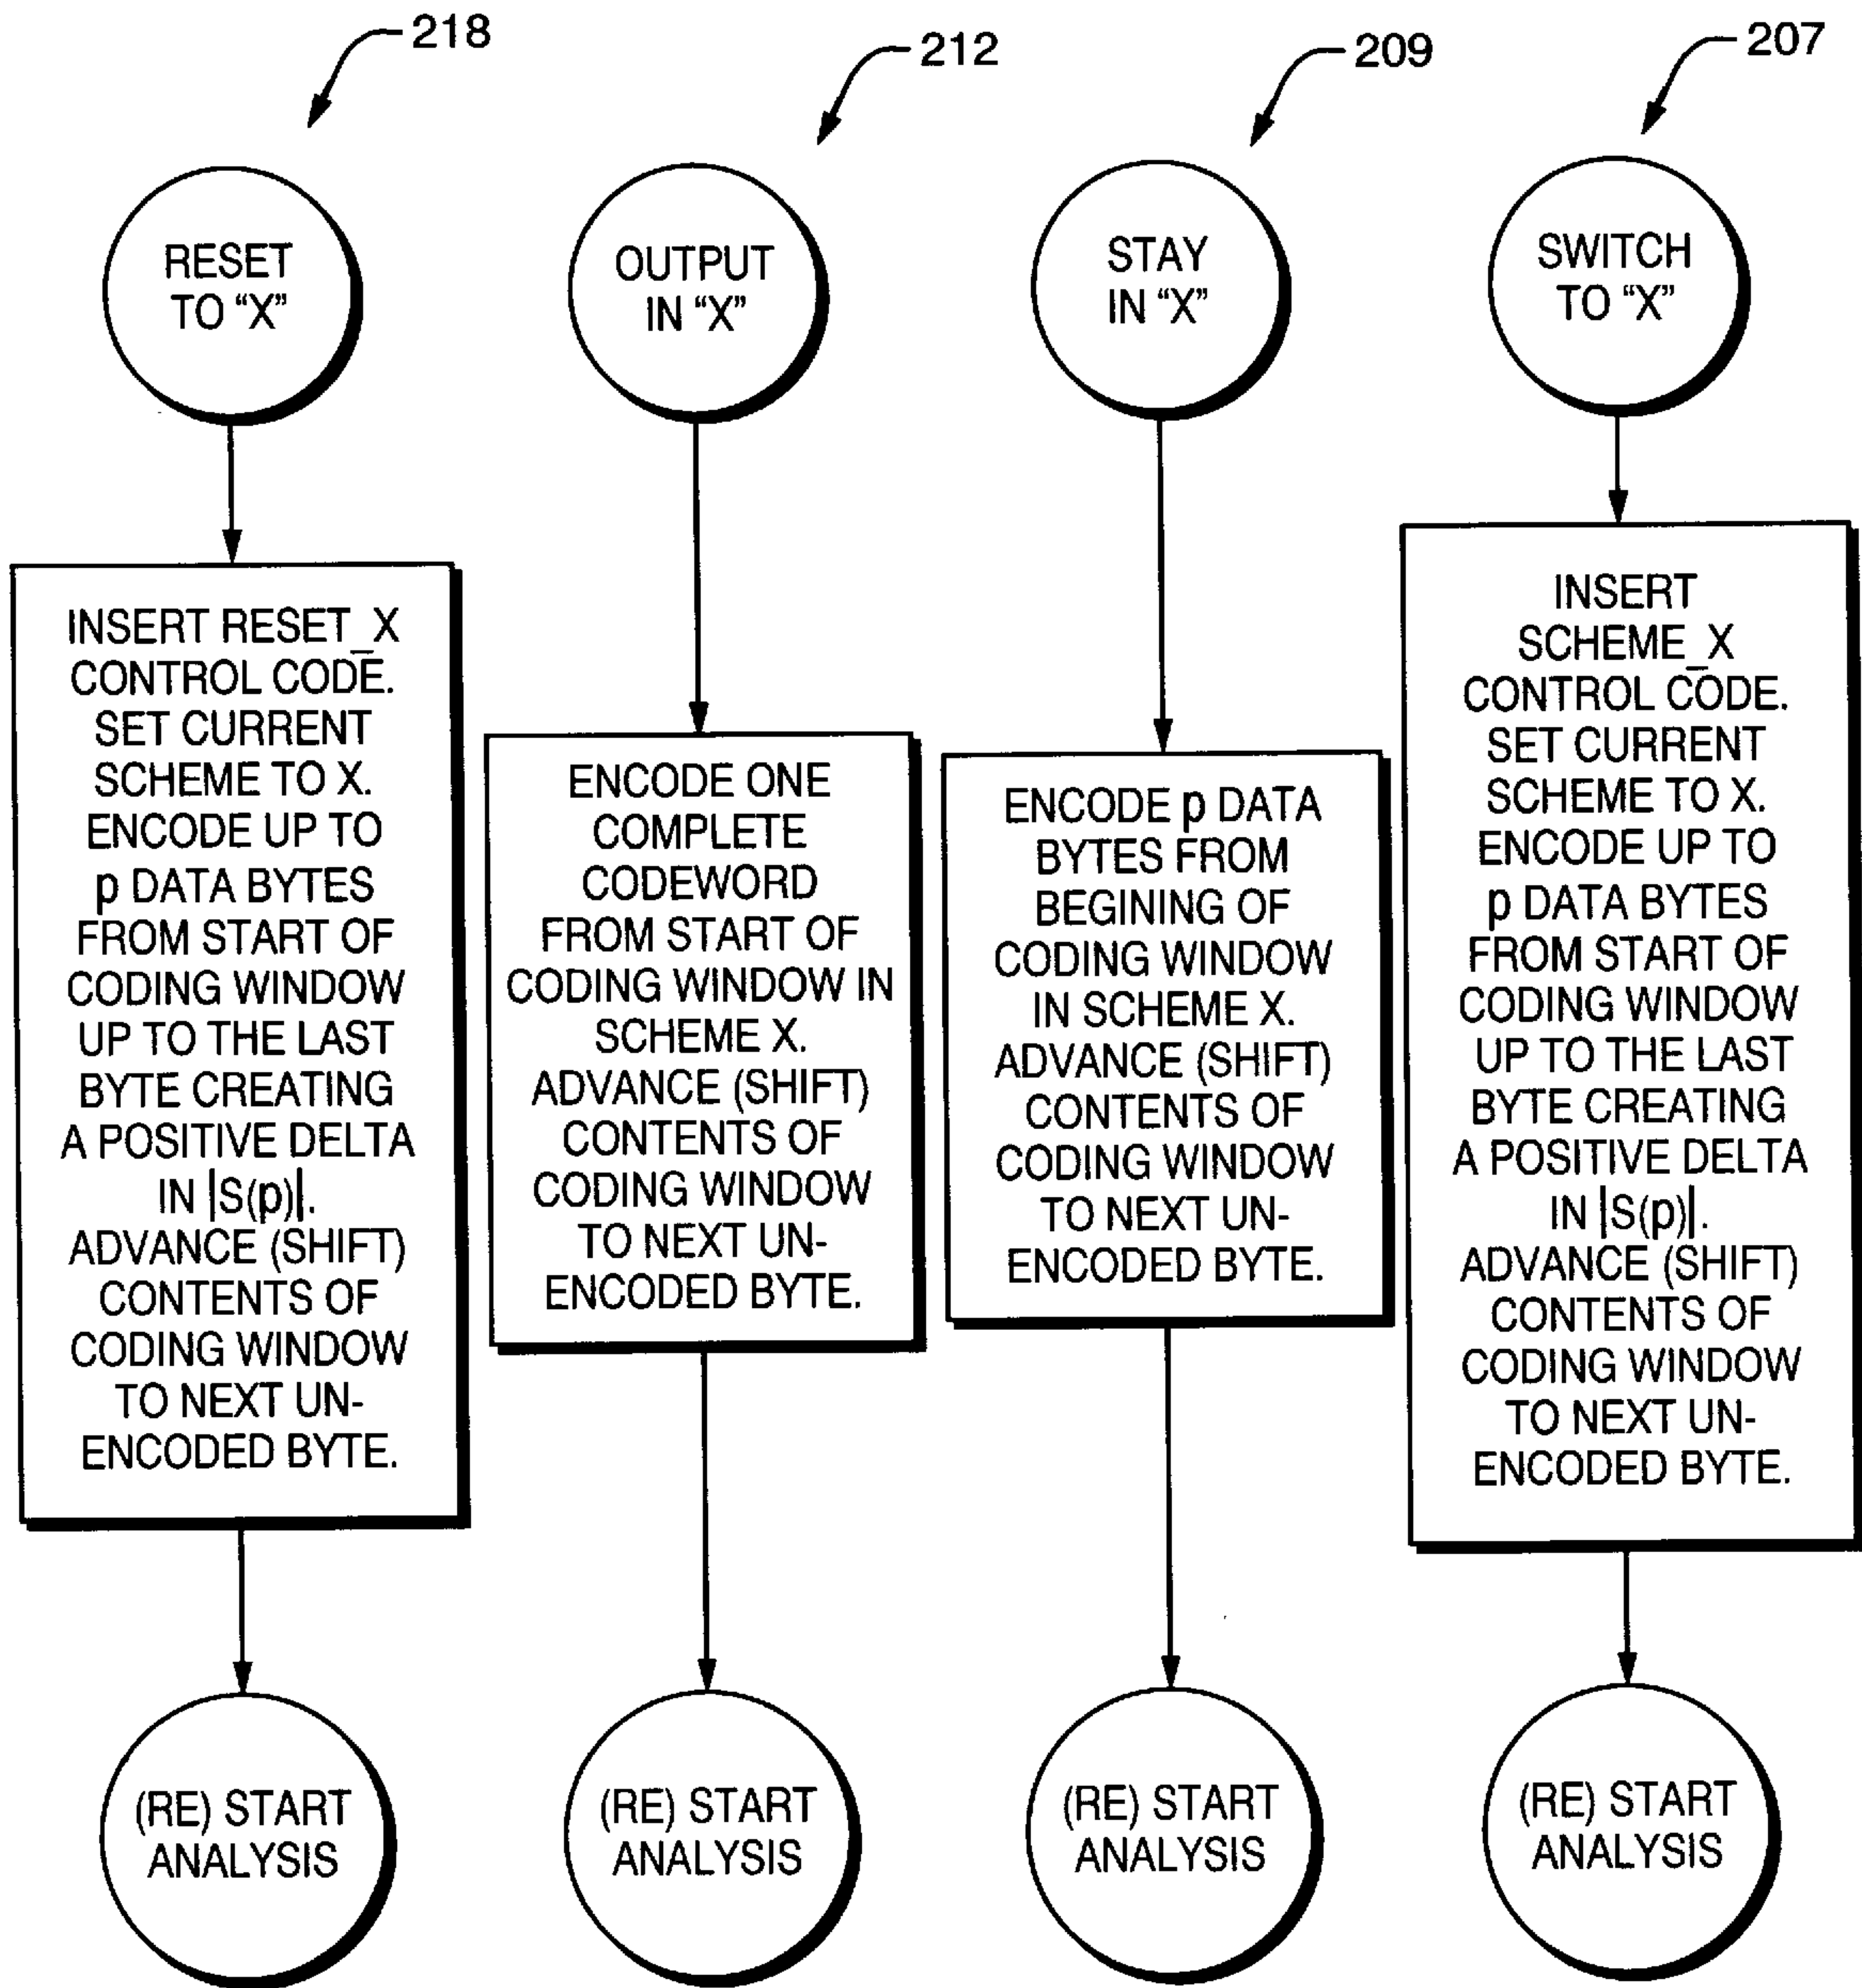 218
RESET
TO “X”
INSERT RESET_X
CONTROL CODE.
SET CURRENT
SCHEME TO X.
ENCODE UP TO
p DATA BYTES
FROM START OF
CODING WINDOW
UP TO THE LAST
BYTE CREATING
A POSITIVE DELTA
IN |S(p)|.
ADVANCE (SHIFT)
CONTENTS OF
CODING WINDOW
TO NEXT UN-
ENCODED BYTE.
(RE) START
ANALYSIS
212
OUTPUT
IN “X”
ENCODE ONE
COMPLETE
CODEWORD
FROM START OF
CODING WINDOW IN
SCHEME X.
ADVANCE (SHIFT)
CONTENTS OF
CODING WINDOW
TO NEXT UN-
ENCODED BYTE.
(RE) START
ANALYSIS
209
STAY
IN “X”
ENCODE p DATA
BYTES FROM
BEGINING OF
CODING WINDOW
IN SCHEME X.
ADVANCE (SHIFT)
CONTENTS OF
CODING WINDOW
TO NEXT UN-
ENCODED BYTE.
(RE) START
ANALYSIS
207
SWITCH
TO “X”
INSERT
SCHEME_X
CONTROL CODE.
SET CURRENT
SCHEME TO X.
ENCODE UP TO
p DATA BYTES
FROM START OF
CODING WINDOW
UP TO THE LAST
BYTE CREATING
A POSITIVE DELTA
IN |S(p)|.
ADVANCE (SHIFT)
CONTENTS OF
CODING WINDOW
TO NEXT UN-
ENCODED BYTE.
(RE) START
ANALYSIS